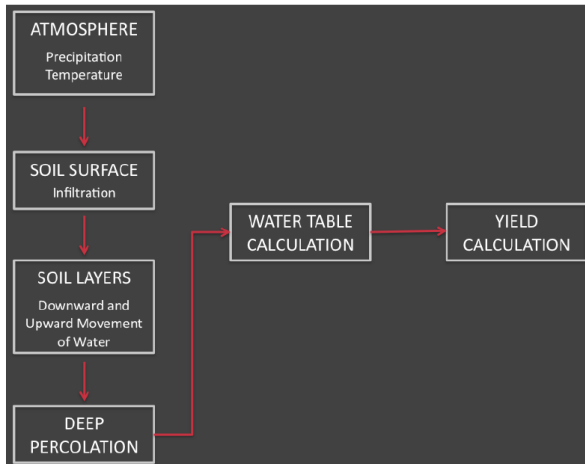 ATMOSPHERE
Precipitation
Temperature
SOIL SURFACE
Infiltration
SOIL LAYERS
Downward and
Upward Movement
of Water
DEEP
PERCOLATION
WATER TABLE
CALCULATION
YIELD
CALCULATION